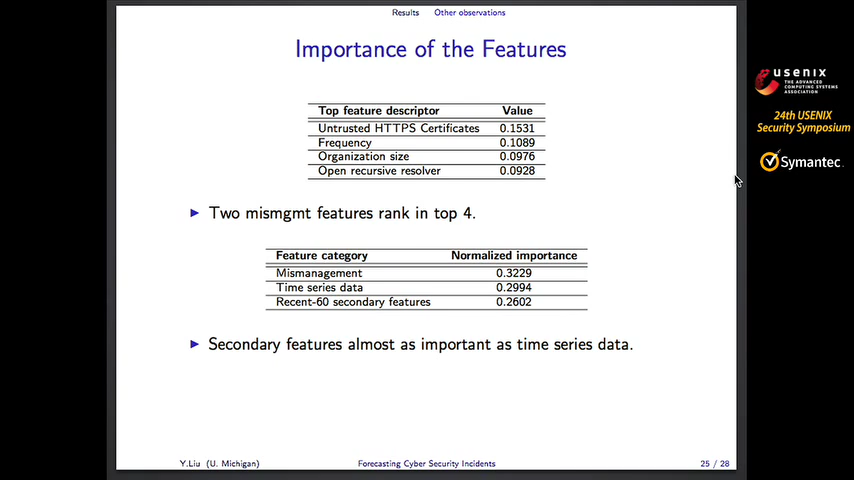 Results Other observations
Importance of the Features
Top feature descriptor Value
Untrusted HTTPS Certificates 0.1531
Frequency 0.1089
Organization size 0.0976
Open recursive resolver 0.0928
Two mismgmt features rank in top 4.
Feature category Normalized importance
Mismanagement 0.3229
Time series data 0.2994
Recent-60 secondary features 0.2602
Secondary features almost as important as time series data.
Y.Liu (U. Michigan) Forecasting Cyber Security Incidents 25 / 28
usenix
THE ADVANCED
COMPUTING SYSTEMS
ASSOCIATION
24th USENIX
Security Symposium
Symantec.